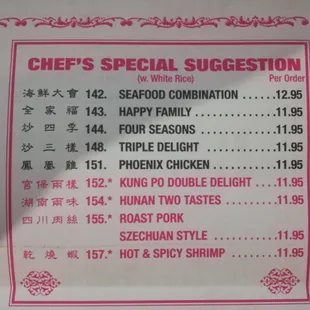 CHEF'S SPECIAL SUGGESTION
(w. White Rice) Per Order
海鮮大會 142. SEAFOOD COMBINATION .......12.95
全家福 143. HAPPY FAMILY ....................11.95
炒四季 144. FOUR SEASONS ..................11.95
炒三樣 148. TRIPLE DELIGHT .................11.95
鳳凰雞 151. PHOENIX CHICKEN .............11.95
宮保兩樣 152.* KUNG PO DOUBLE DELIGHT ....11.95
湖南兩味 154.* HUNAN TWO TASTES ...........11.95
四川肉絲 155.* ROAST PORK
SZECHUAN STYLE ...............11.95
乾燒蝦 157.* HOT & SPICY SHRIMP ..........11.95